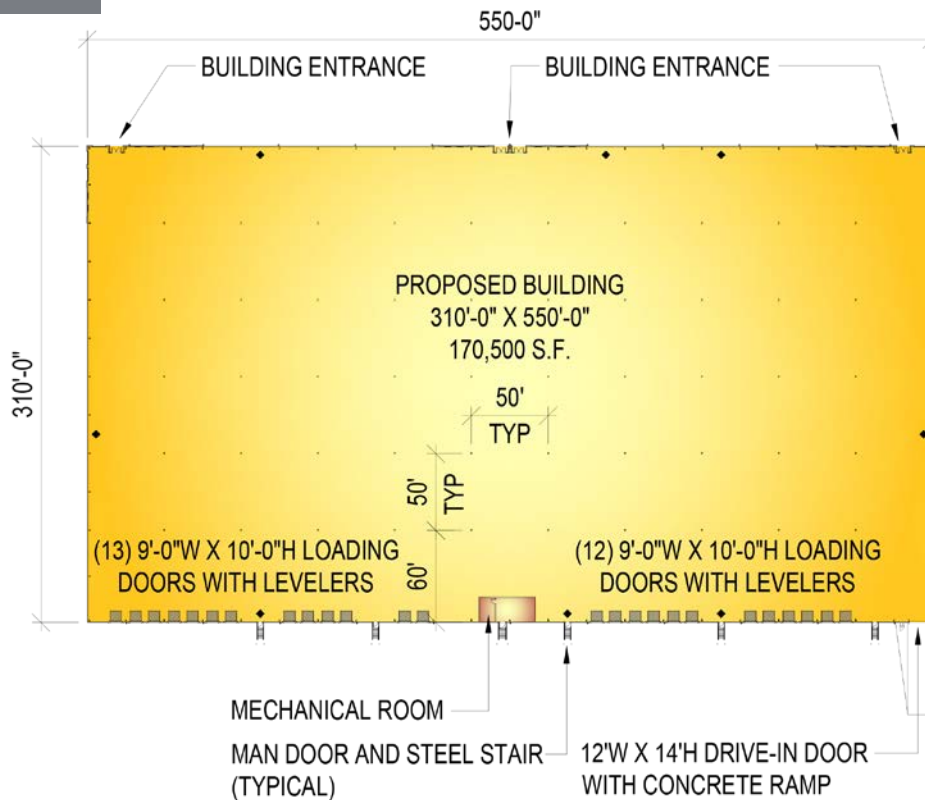 550-0"
BUILDING ENTRANCE
BUILDING ENTRANCE
310'-0"
PROPOSED BUILDING
310'-0" X 550'-0"
170,500 S.F.
50'
TYP
50'
TYP
60'
(13) 9'-0"W X 10'-0"H LOADING
DOORS WITH LEVELERS
(12) 9'-0"W X 10'-0"H LOADING
DOORS WITH LEVELERS
MECHANICAL ROOM
MAN DOOR AND STEEL STAIR
(TYPICAL)
12'W X 14'H DRIVE-IN DOOR
WITH CONCRETE RAMP